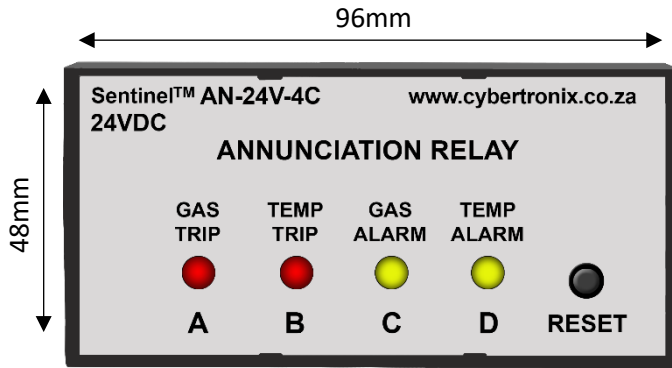 96mm
48mm
Sentinel™ AN-24V-4C
www.cybertronix.co.za
24VDC
ANNUNCIATION RELAY
GAS TRIP
TEMP TRIP
GAS ALARM
TEMP ALARM
A B C D RESET